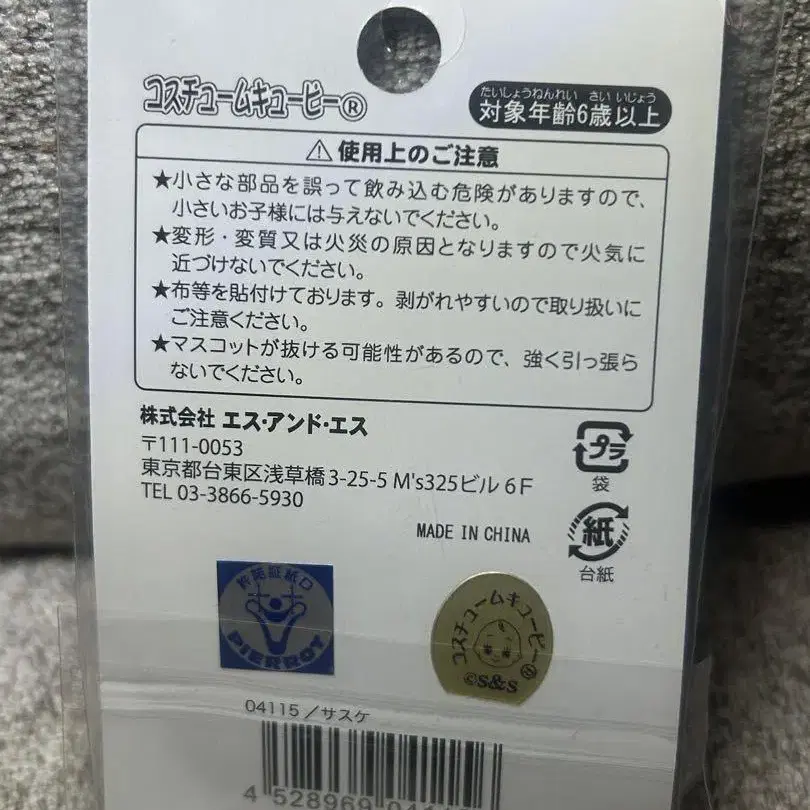 コスチュームキューピー®
たいしょうねんれい さい いじょう
対象年齢6歳以上
⚠使用上のご注意
★小さな部品を誤って飲み込む危険がありますので、
小さいお子様には与えないでください。
★変形・変質又は火災の原因となりますので火気に
近づけないでください。
★布等を貼付けております。剥がれやすいので取り扱いに
ご注意ください。
★マスコットが抜ける可能性があるので、強く引っ張ら
ないでください。
株式会社 エス・アンド・エス
〒111-0053
東京都台東区浅草橋3-25-5 M's325ビル 6F
TEL 03-3866-5930
プラ
袋
MADE IN CHINA
紙
台紙
許諾証紙
PIERROT
コスチュームキューピー®
©S&S
04115/サスケ
4 528969